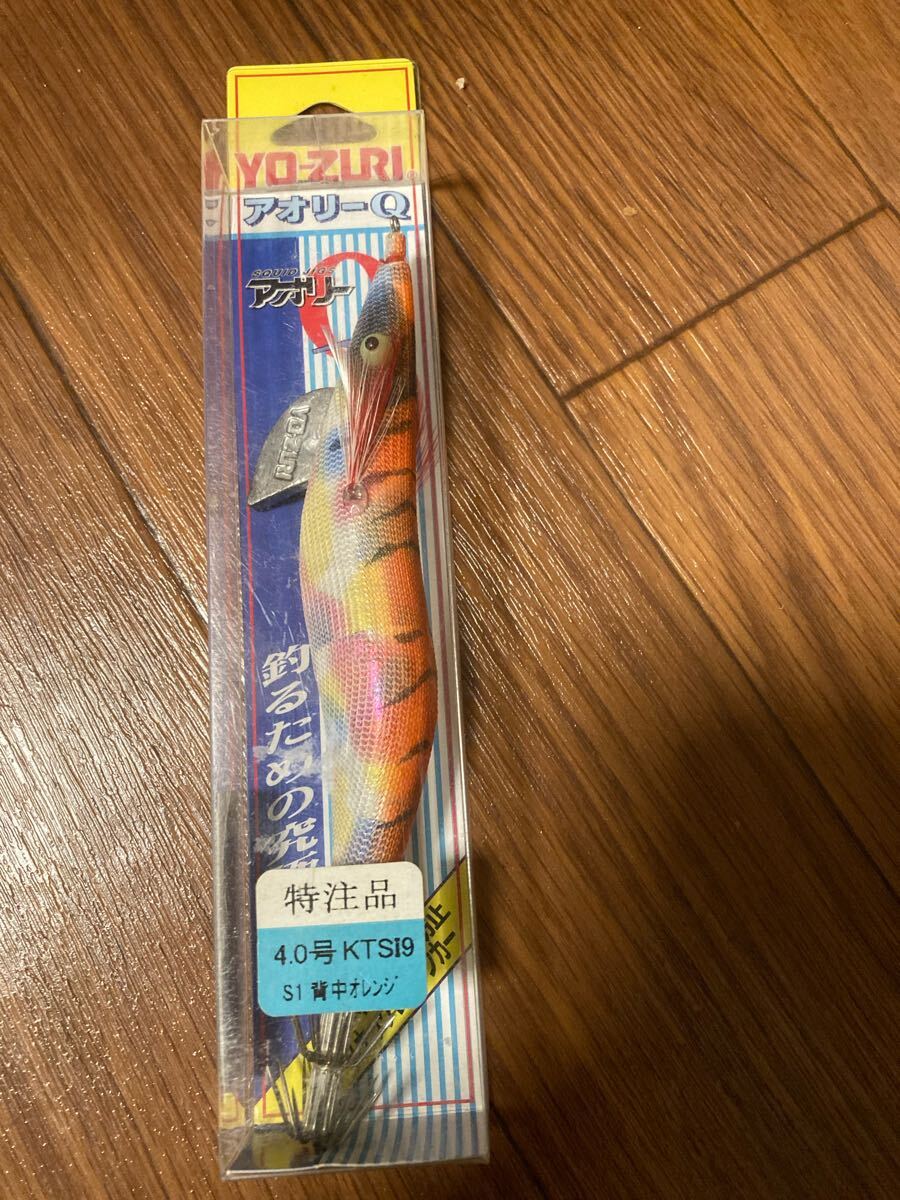 YO-ZURI®
アオリーQ
SQUID JIGS
アオリー
YO-ZURI
釣るための究
特注品
4.0号 KTSI9
S1 背中オレンジ